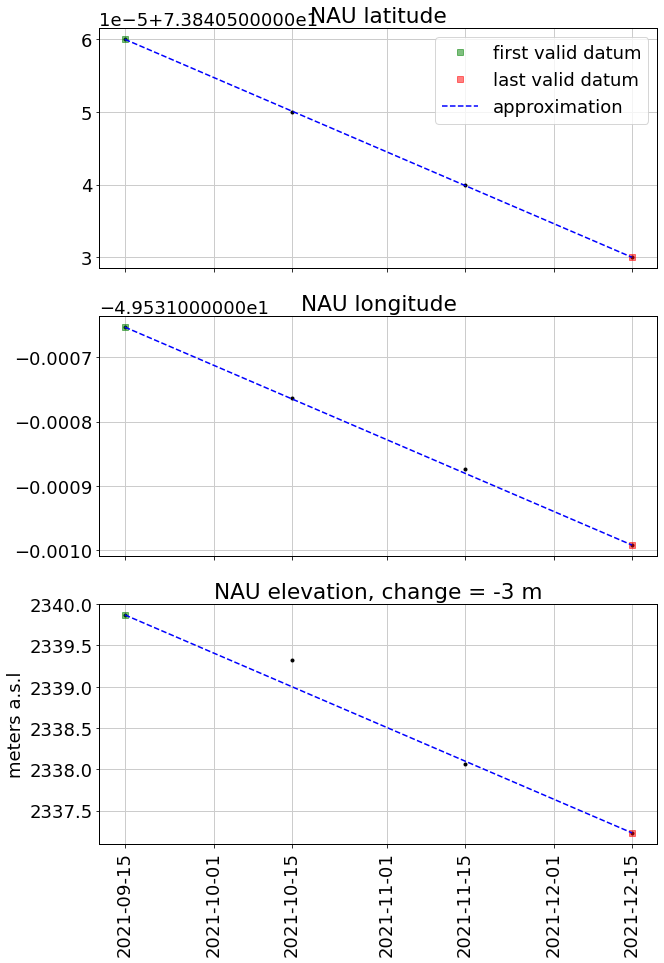 1e−5+7.3840500000e1
NAU latitude
6
5
4
3
first valid datum
last valid datum
approximation
−4.9531000000e1
NAU longitude
−0.0007
−0.0008
−0.0009
−0.0010
NAU elevation, change = -3 m
2340.0
2339.5
2339.0
2338.5
2338.0
2337.5
meters a.s.l
2021-09-15
2021-10-01
2021-10-15
2021-11-01
2021-11-15
2021-12-01
2021-12-15